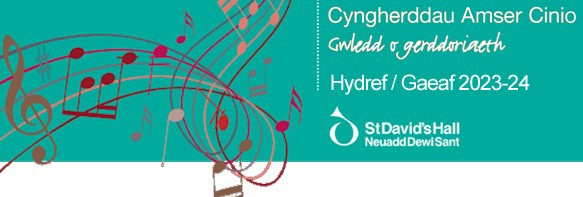 Cyngherddau Amser Cinio
Gwledd o gerddoriaeth
Hydref / Gaeaf 2023-24
St David's Hall
Neuadd Dewi Sant